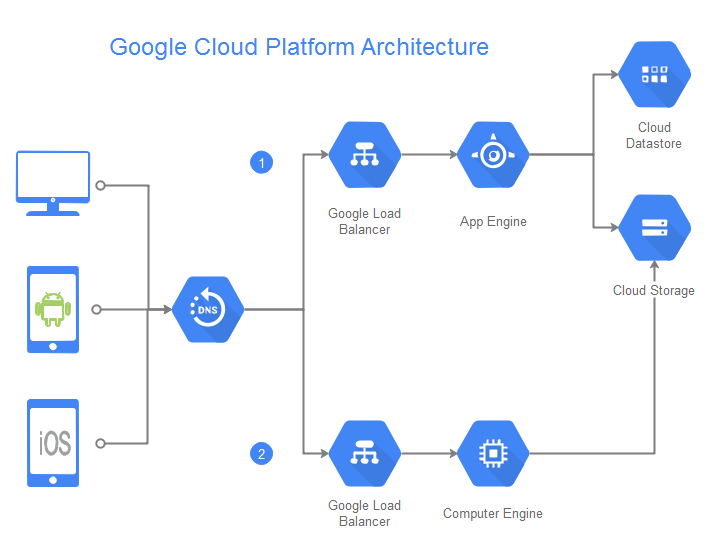 Google Cloud Platform Architecture
Cloud
Datastore
1
Google Load
Balancer
App Engine
Cloud Storage
DNS
iOS
2
Google Load
Balancer
Computer Engine